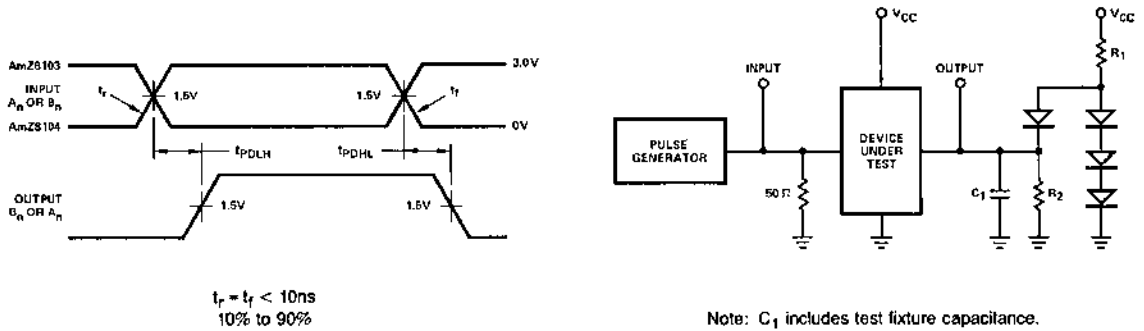 AmZ8103
INPUT
An OR Bn
AmZ8104
tr
1.5V
1.5V
tf
3.0V
0V
tPDLH
tPDHL
OUTPUT
Bn OR An
1.5V
1.5V
tr = tf < 10ns
10% to 90%
VCC
VCC
R1
INPUT
OUTPUT
PULSE
GENERATOR
DEVICE
UNDER
TEST
50 Ω
C1
R2
Note: C1 includes test fixture capacitance.